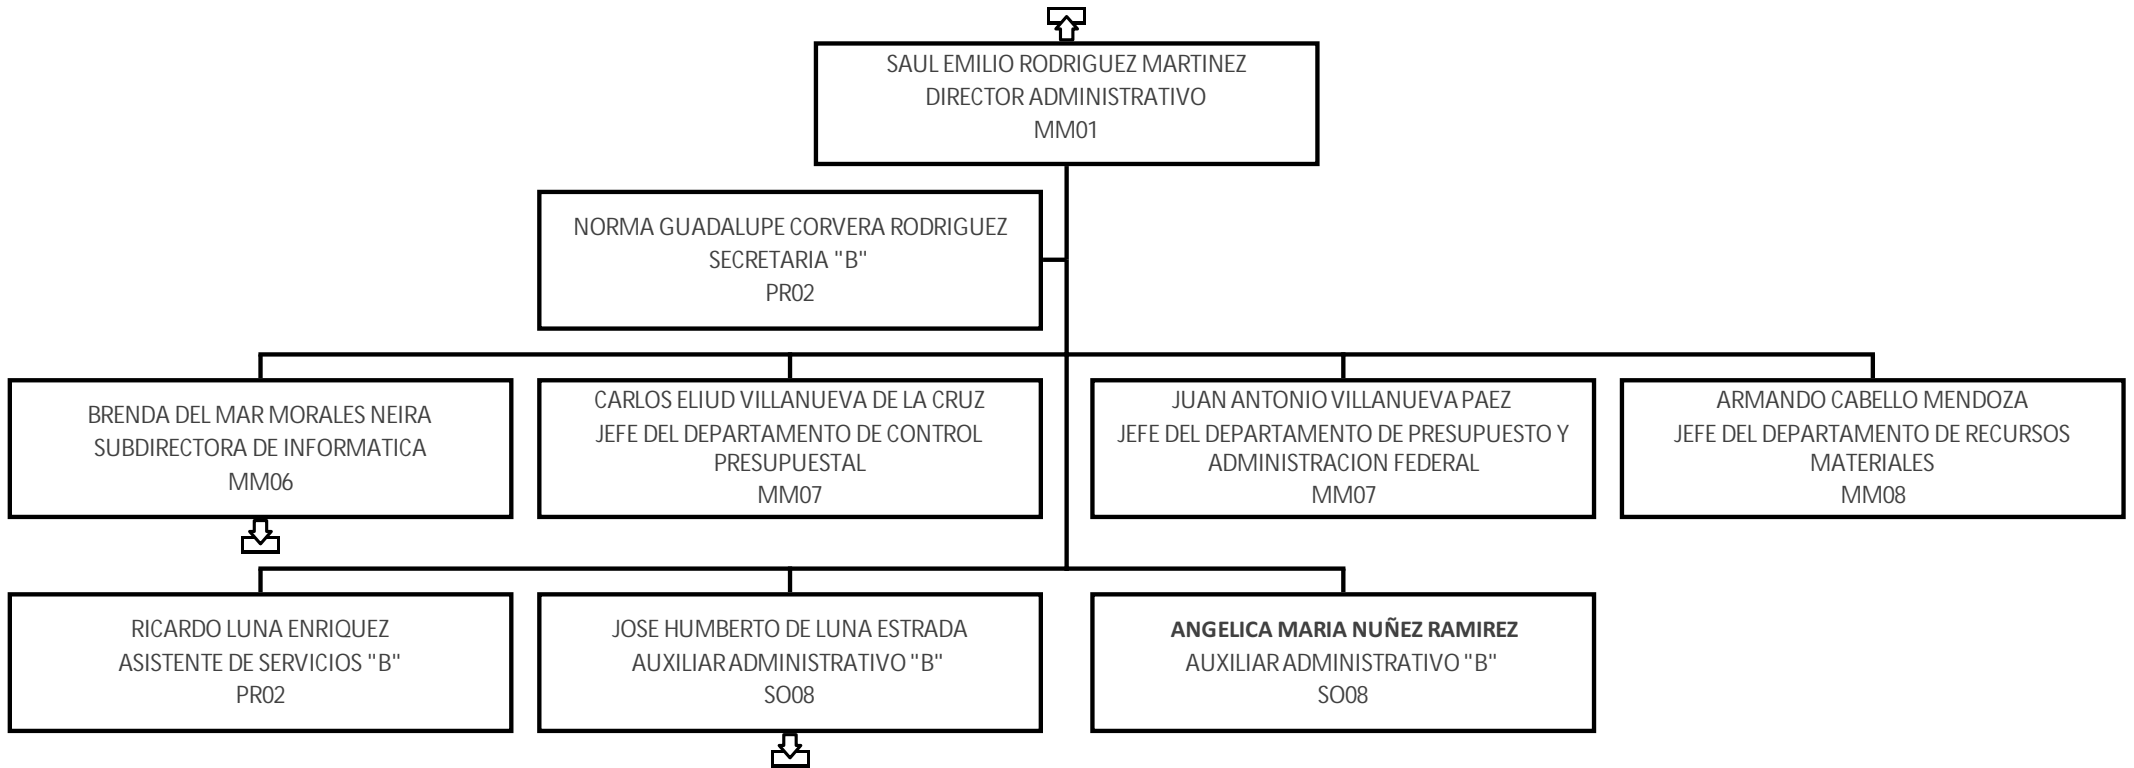 SAUL EMILIO RODRIGUEZ MARTINEZ
DIRECTOR ADMINISTRATIVO
MM01
NORMA GUADALUPE CORVERA RODRIGUEZ
SECRETARIA "B"
PR02
BRENDA DEL MAR MORALES NEIRA
SUBDIRECTORA DE INFORMATICA
MM06
CARLOS ELIUD VILLANUEVA DE LA CRUZ
JEFE DEL DEPARTAMENTO DE CONTROL
PRESUPUESTAL
MM07
JUAN ANTONIO VILLANUEVA PAEZ
JEFE DEL DEPARTAMENTO DE PRESUPUESTO Y
ADMINISTRACION FEDERAL
MM07
ARMANDO CABELLO MENDOZA
JEFE DEL DEPARTAMENTO DE RECURSOS
MATERIALES
MM08
RICARDO LUNA ENRIQUEZ
ASISTENTE DE SERVICIOS "B"
PR02
JOSE HUMBERTO DE LUNA ESTRADA
AUXILIAR ADMINISTRATIVO "B"
SO08
ANGELICA MARIA NUÑEZ RAMIREZ
AUXILIAR ADMINISTRATIVO "B"
SO08